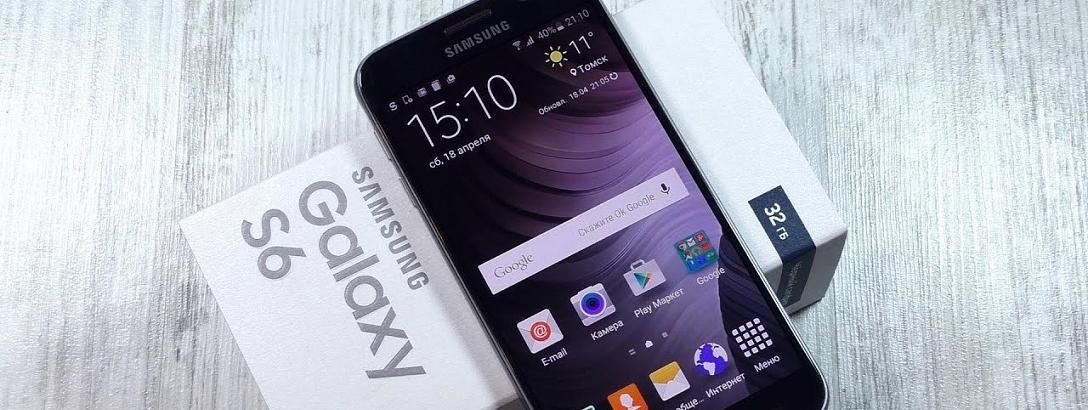 SAMSUNG
40% 21:10
15:10
сб, 18 апреля
11°
Томск
Обновл. 18.04 21:05
Google
Скажите Ok Google
E-mail
Камера
Play Маркет
Google
обще...
Интернет
Меню
SAMSUNG
Galaxy
S6
32 ГБ